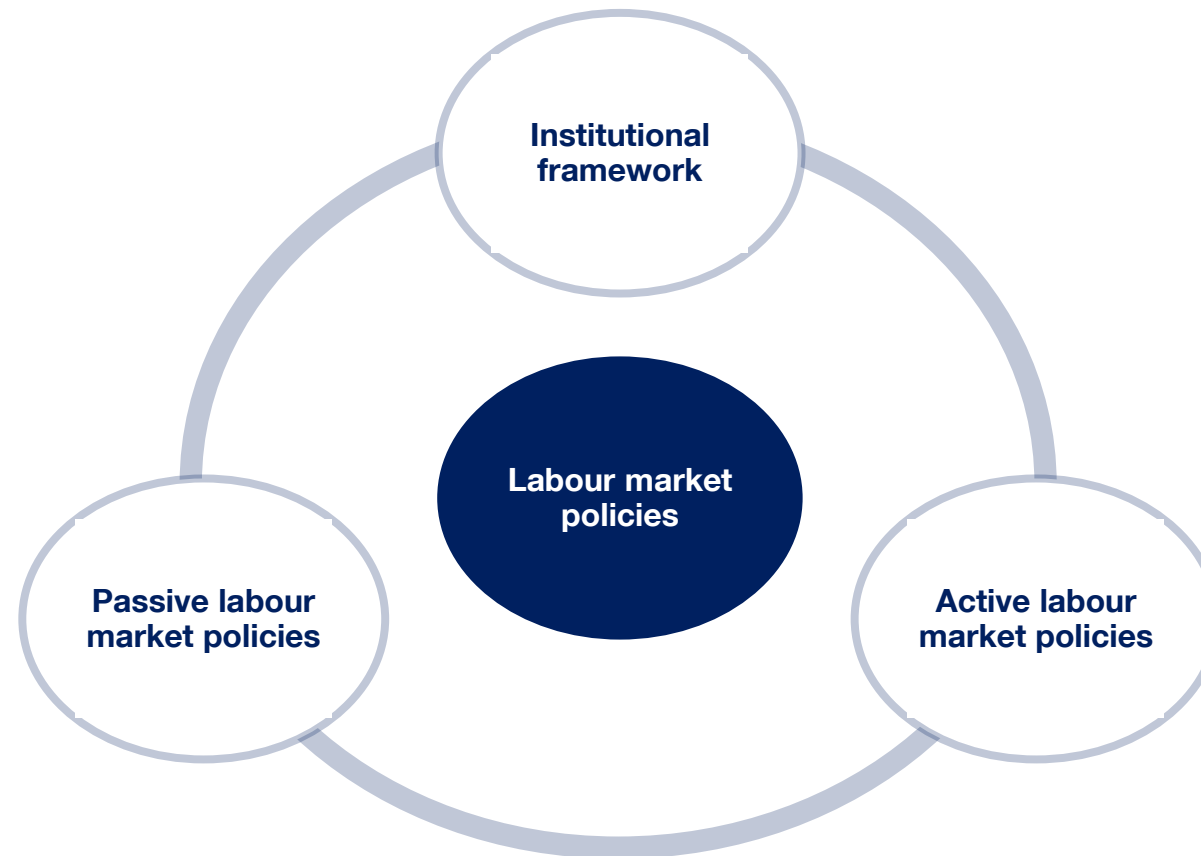 Institutional
framework
Labour market
policies
Passive labour
market policies
Active labour
market policies